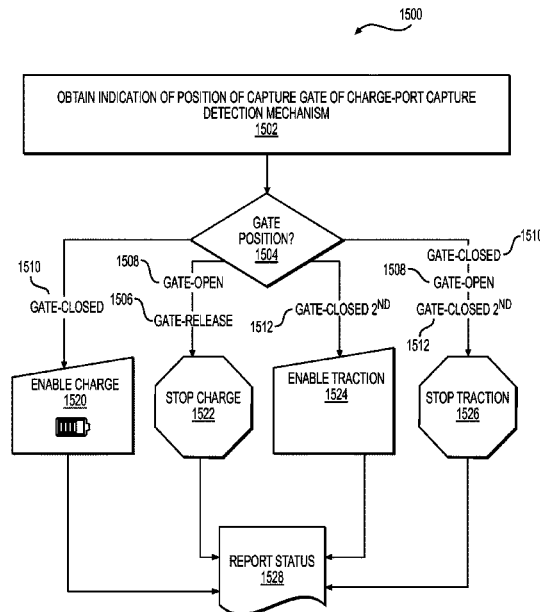 1500
OBTAIN INDICATION OF POSITION OF CAPTURE GATE OF CHARGE-PORT CAPTURE
DETECTION MECHANISM
1502
GATE
POSITION?
1504
1510
GATE-CLOSED
1508
GATE-OPEN
1506
GATE-RELEASE
1512
GATE-CLOSED 2ND
GATE-CLOSED
1510
1508
GATE-OPEN
GATE-CLOSED 2ND
1512
ENABLE CHARGE
1520
STOP CHARGE
1522
ENABLE TRACTION
1524
STOP TRACTION
1526
REPORT STATUS
1528